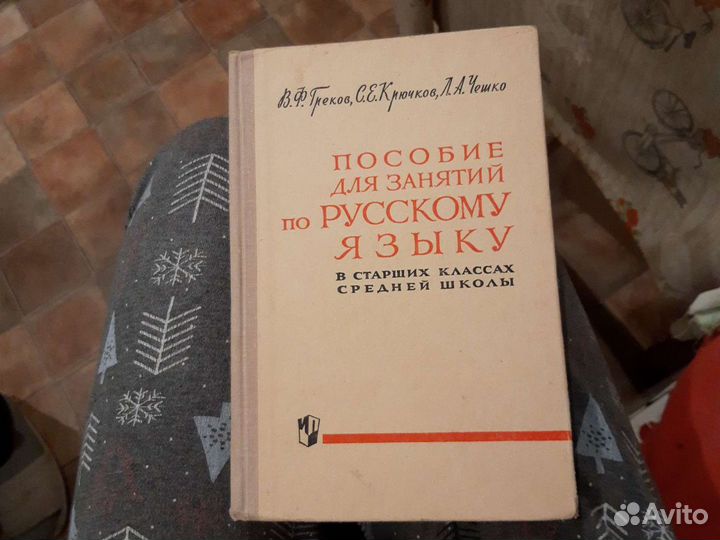 В.Ф.Греков, С.Е.Крючков, Л.А.Чешко
ПОСОБИЕ
ДЛЯ ЗАНЯТИЙ
ПО РУССКОМУ
ЯЗЫКУ
В СТАРШИХ КЛАССАХ
СРЕДНЕЙ ШКОЛЫ
Avito